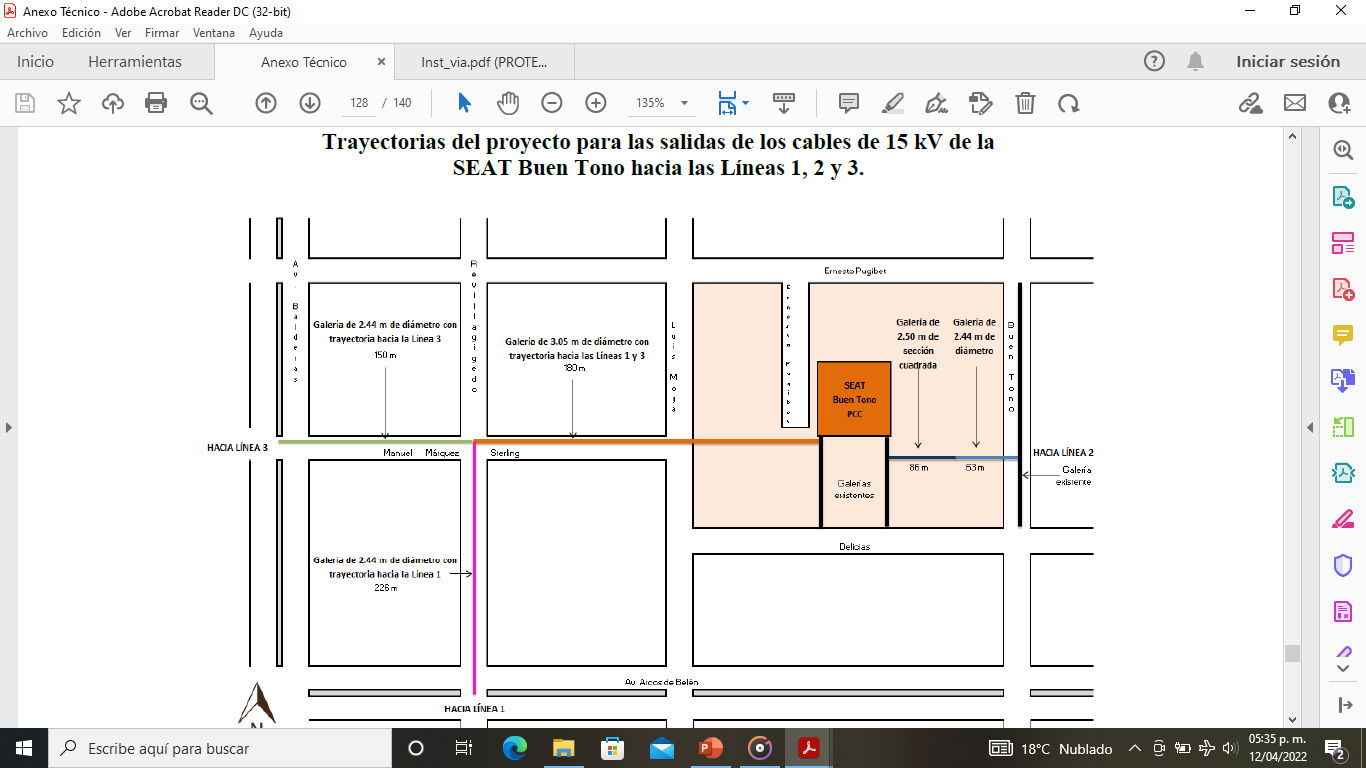 Anexo Técnico - Adobe Acrobat Reader DC (32-bit)
Archivo Edición Ver Firmar Ventana Ayuda
Inicio Herramientas Anexo Técnico Inst_via.pdf (PROTE... Iniciar sesión
128 / 140 135%
Trayectorias del proyecto para las salidas de los cables de 15 kV de la
SEAT Buen Tono hacia las Líneas 1, 2 y 3.
Ernesto Pugibet
Av. Balderas
Revillagigedo
Luis Moya
Ernesto Pugibet
Buen Tono
Galería de 2.44 m de diámetro con
trayectoria hacia la Línea 3
150 m
Galería de 3.05 m de diámetro con
trayectoria hacia las Líneas 1 y 3
180 m
Galería de
2.50 m de
sección
cuadrada
Galería de
2.44 m de
diámetro
SEAT
Buen Tono
PCC
HACIA LÍNEA 3
Manuel Márquez Sterling
HACIA LÍNEA 2
86 m
63 m
Galería
existente
Galerías
existentes
Delicias
Galería de 2.44 m de diámetro con
trayectoria hacia la Línea 1
226 m
Av. Arcos de Belén
HACIA LÍNEA 1
N
Escribe aquí para buscar
18°C Nublado
05:35 p. m.
12/04/2022
2